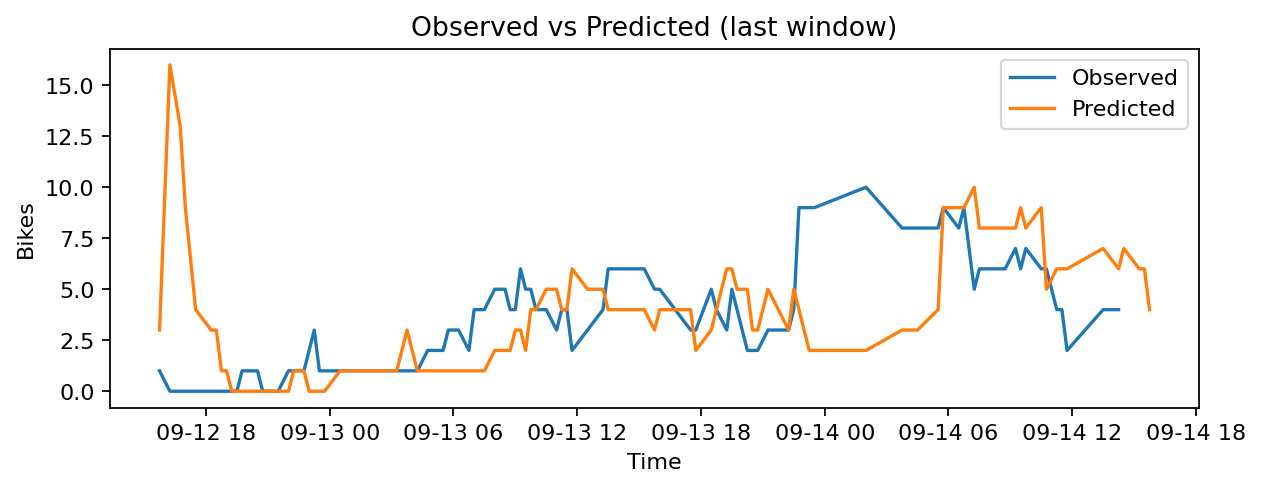 Observed vs Predicted (last window)
Observed
Predicted
15.0
12.5
10.0
7.5
5.0
2.5
0.0
Bikes
09-12 18 09-13 00 09-13 06 09-13 12 09-13 18 09-14 00 09-14 06 09-14 12 09-14 18
Time